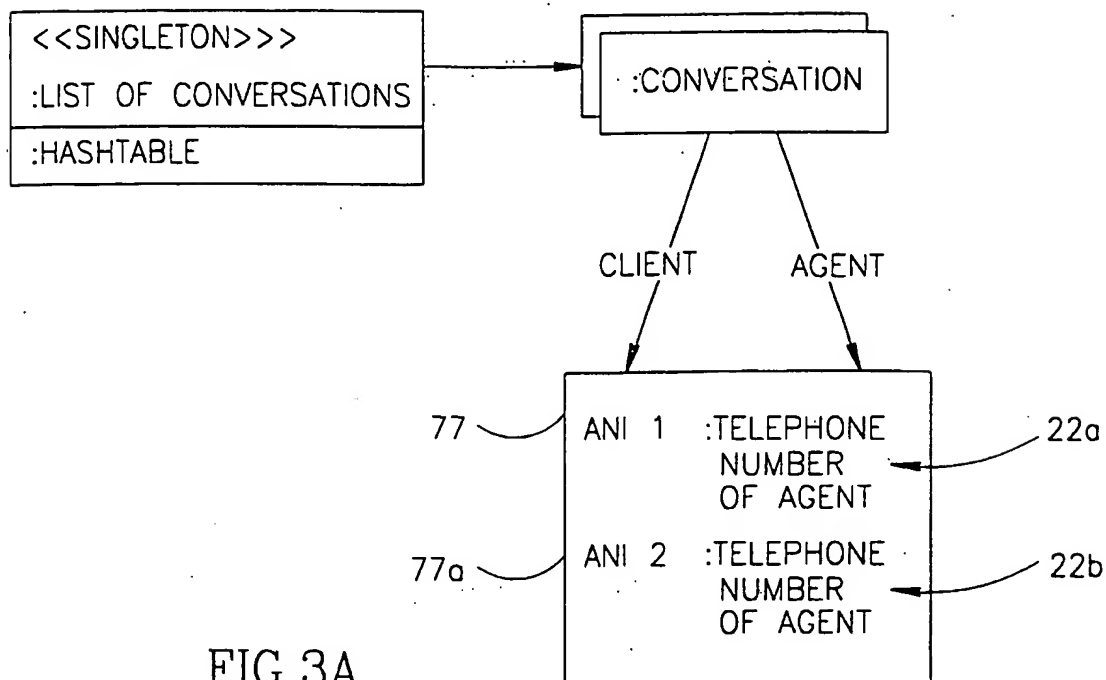 <<SINGLETON>>>
:LIST OF CONVERSATIONS
:HASHTABLE
:CONVERSATION
CLIENT
AGENT
77
ANI 1 :TELEPHONE
NUMBER
OF AGENT
22a
77a
ANI 2 :TELEPHONE
NUMBER
OF AGENT
22b
FIG.3A